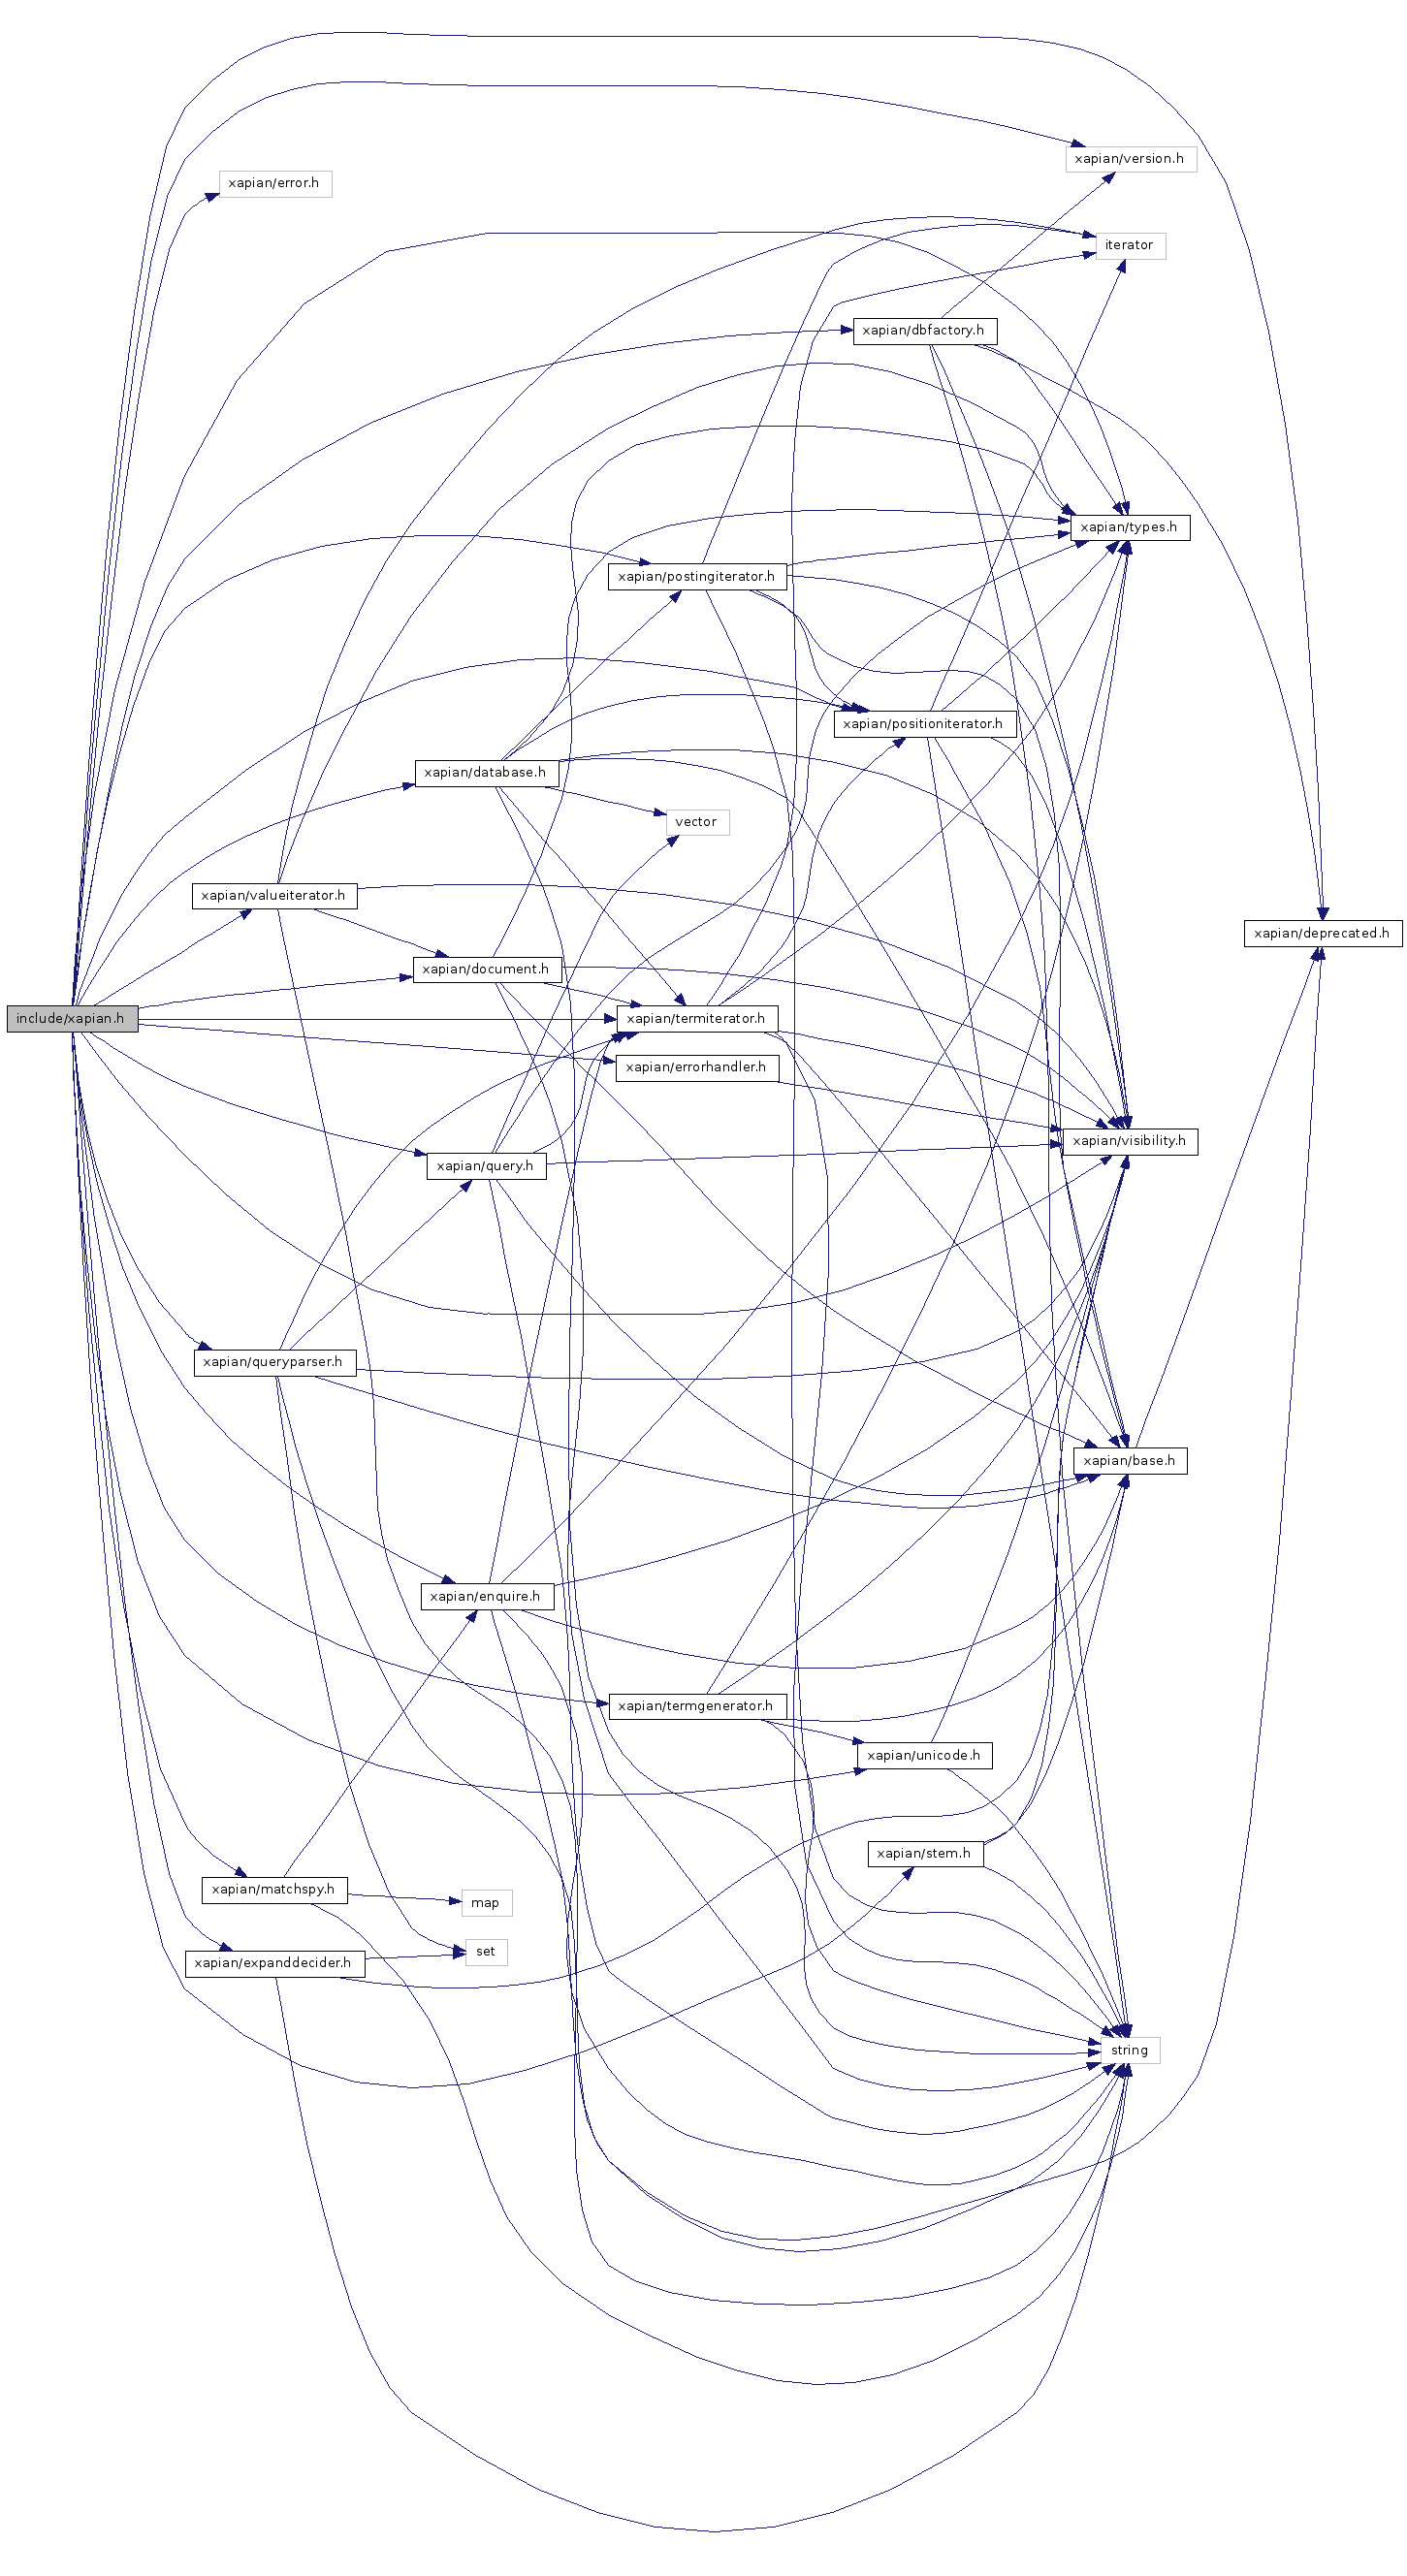 xapian/version.h
xapian/error.h
iterator
xapian/dbfactory.h
xapian/types.h
xapian/postingiterator.h
xapian/positioniterator.h
xapian/database.h
vector
xapian/valueiterator.h
xapian/deprecated.h
xapian/document.h
include/xapian.h
xapian/termiterator.h
xapian/errorhandler.h
xapian/visibility.h
xapian/query.h
xapian/queryparser.h
xapian/base.h
xapian/enquire.h
xapian/termgenerator.h
xapian/unicode.h
xapian/stem.h
xapian/matchspy.h
map
set
xapian/expanddecider.h
string